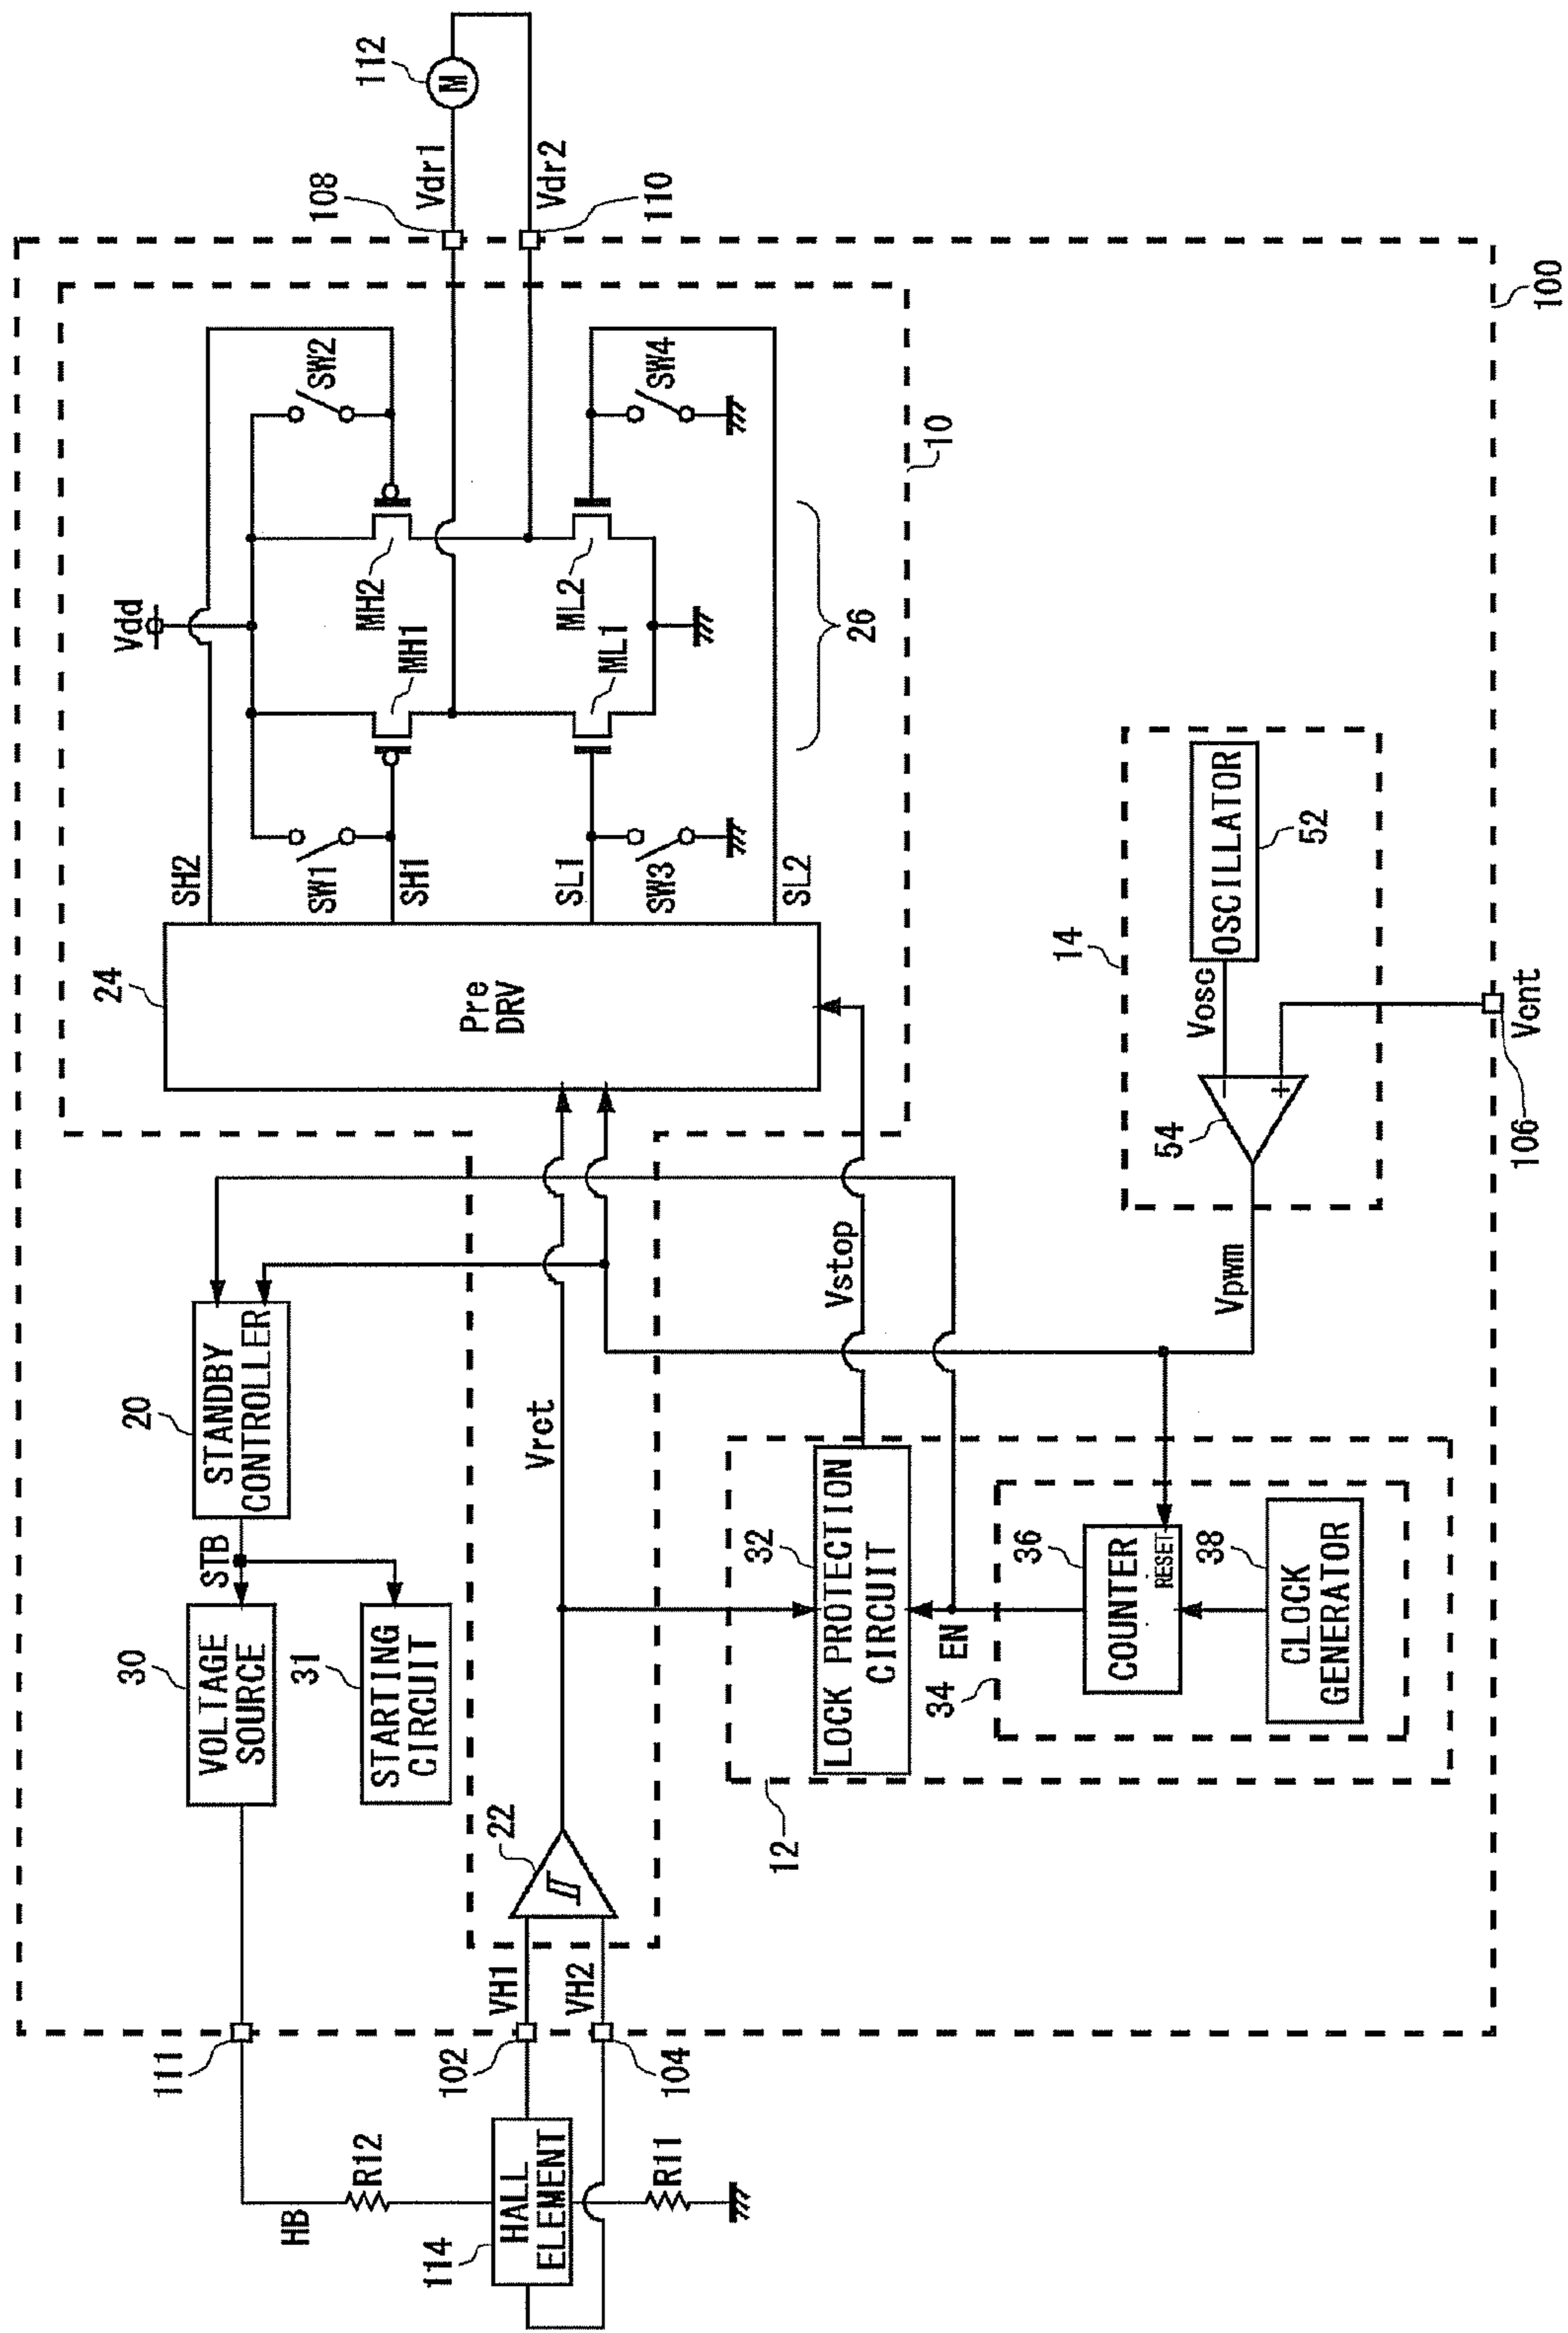 112
M
Vdr1
Vdr2
108
110
100
Vdd
SH2
SW2
SW4
MH2
ML2
MH1
ML1
26
10
SW1
SH1
SL1
SW3
SL2
24
Pre
DRV
14
OSCILLATOR
52
Vosc
54
Vcnt
106
Vpwm
20
STANDBY
CONTROLLER
STB
30
VOLTAGE
SOURCE
31
STARTING
CIRCUIT
Vrct
Vstop
32
LOCK PROTECTION
CIRCUIT
EN
34
36
COUNTER
RESET
38
CLOCK
GENERATOR
12
22
VH1
VH2
111
102
104
HB
R12
114
HALL
ELEMENT
R11